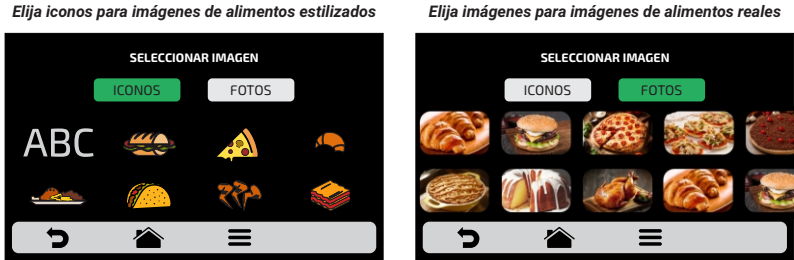 Elija iconos para imágenes de alimentos estilizados
SELECCIONAR IMAGEN
ICONOS
FOTOS
ABC
Elija imágenes para imágenes de alimentos reales
SELECCIONAR IMAGEN
ICONOS
FOTOS